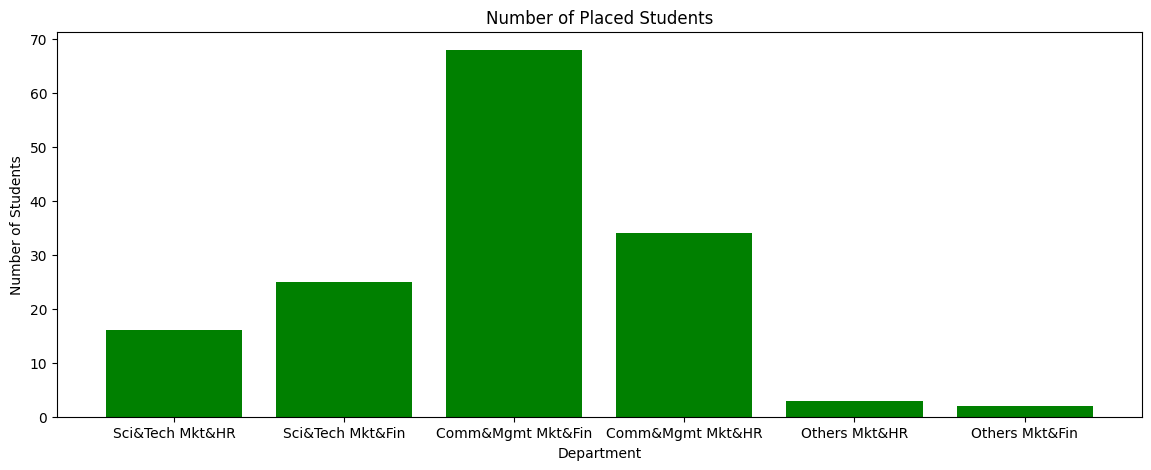 Number of Placed Students
Number of Students
70
60
50
40
30
20
10
0
Sci&Tech Mkt&HR Sci&Tech Mkt&Fin Comm&Mgmt Mkt&Fin Comm&Mgmt Mkt&HR Others Mkt&HR Others Mkt&Fin
Department